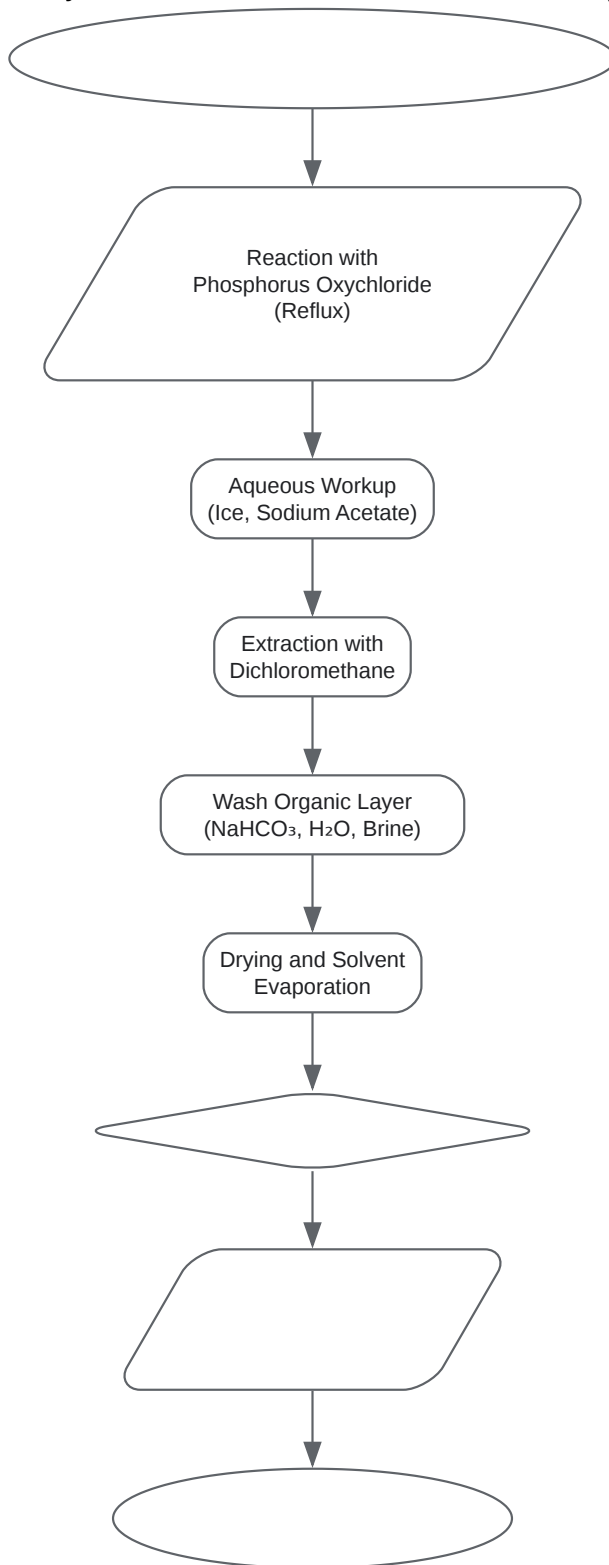 Reaction with
Phosphorus Oxychloride
(Reflux)
Aqueous Workup
(Ice, Sodium Acetate)
Extraction with
Dichloromethane
Wash Organic Layer
(NaHCO₃, H₂O, Brine)
Drying and Solvent
Evaporation